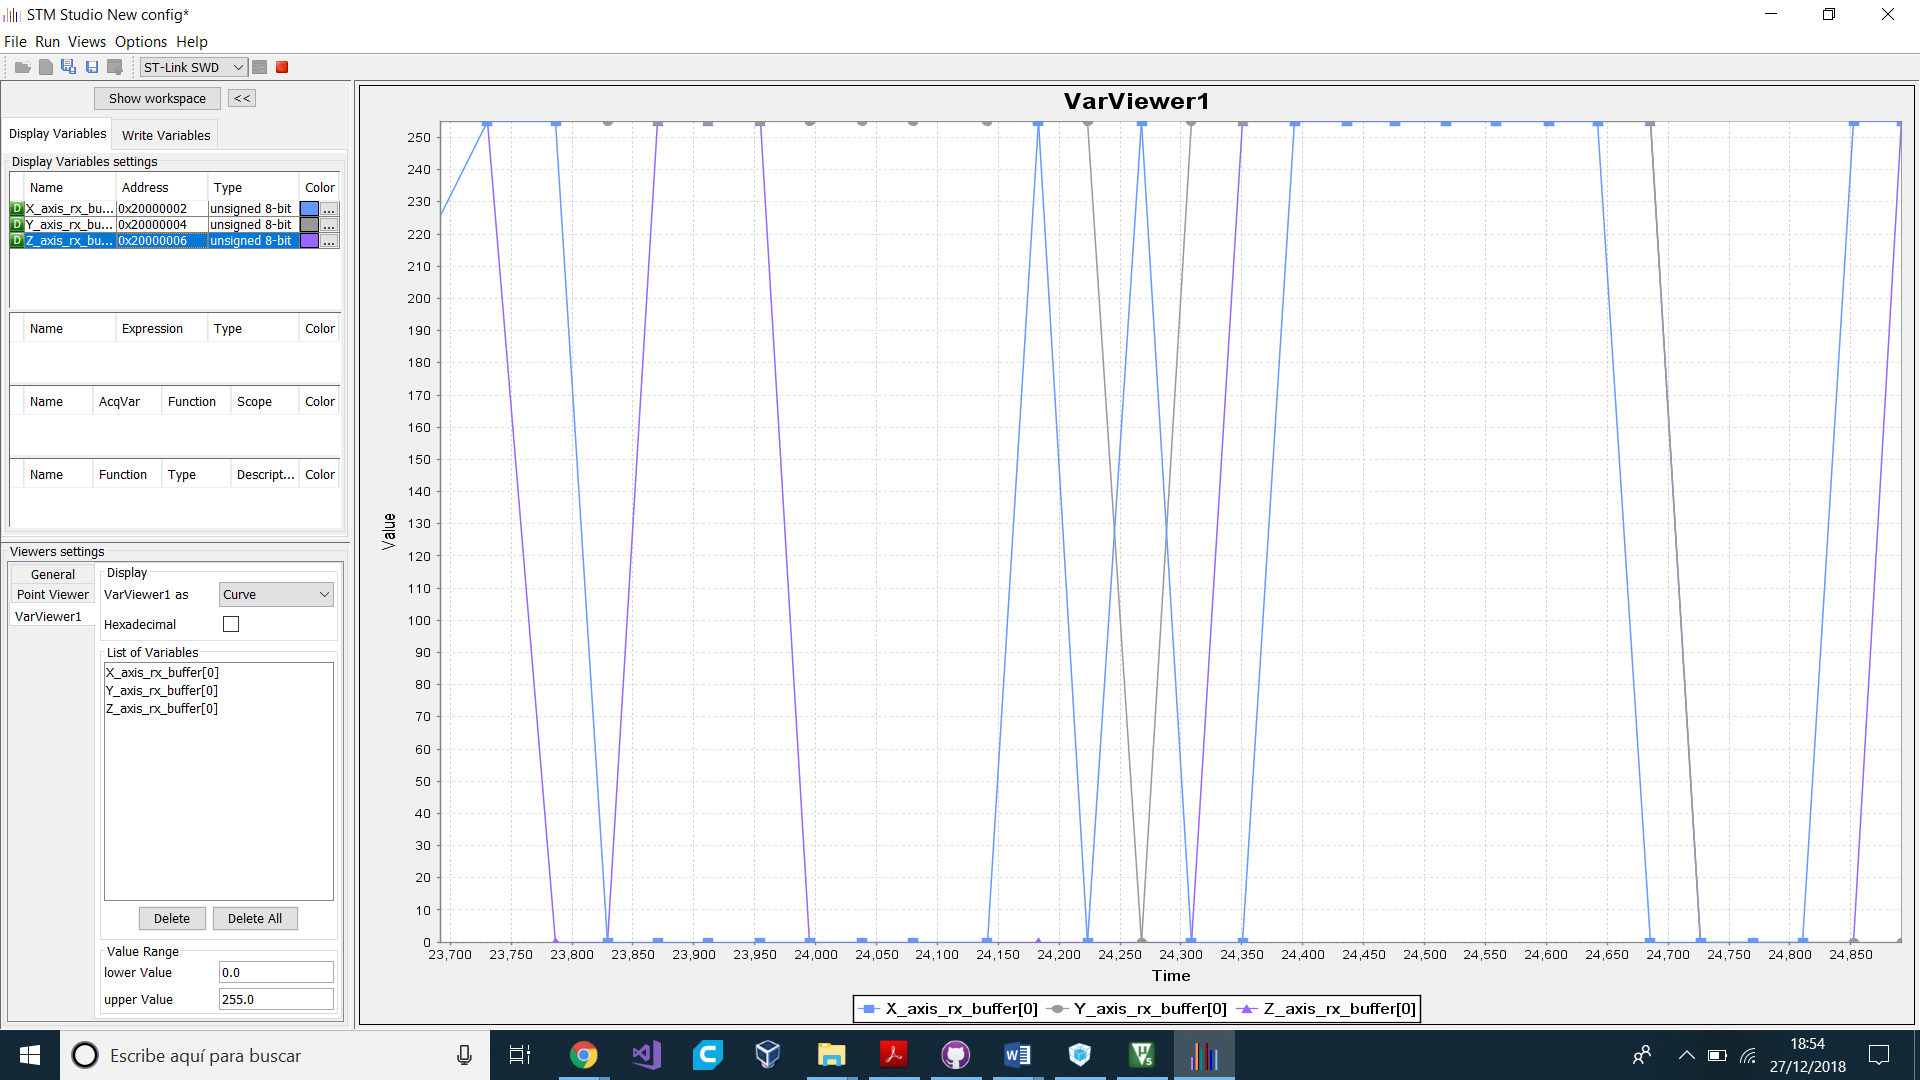 STM Studio New config*
File Run Views Options Help
ST-Link SWD
Show workspace <<
Display Variables Write Variables
Display Variables settings
Name Address Type Color
D X_axis_rx_bu... 0x20000002 unsigned 8-bit ...
D Y_axis_rx_bu... 0x20000004 unsigned 8-bit ...
D Z_axis_rx_bu... 0x20000006 unsigned 8-bit ...
Name Expression Type Color
Name AcqVar Function Scope Color
Name Function Type Descript... Color
Viewers settings
General
Point Viewer
VarViewer1
Display
VarViewer1 as Curve
Hexadecimal
List of Variables
X_axis_rx_buffer[0]
Y_axis_rx_buffer[0]
Z_axis_rx_buffer[0]
Delete Delete All
Value Range
lower Value 0.0
upper Value 255.0
VarViewer1
250
240
230
220
210
200
190
180
170
160
150
140
130
120
110
100
90
80
70
60
50
40
30
20
10
0
Value
23,700 23,750 23,800 23,850 23,900 23,950 24,000 24,050 24,100 24,150 24,200 24,250 24,300 24,350 24,400 24,450 24,500 24,550 24,600 24,650 24,700 24,750 24,800 24,850
Time
X_axis_rx_buffer[0] Y_axis_rx_buffer[0] Z_axis_rx_buffer[0]
Escribe aquí para buscar
18:54
27/12/2018